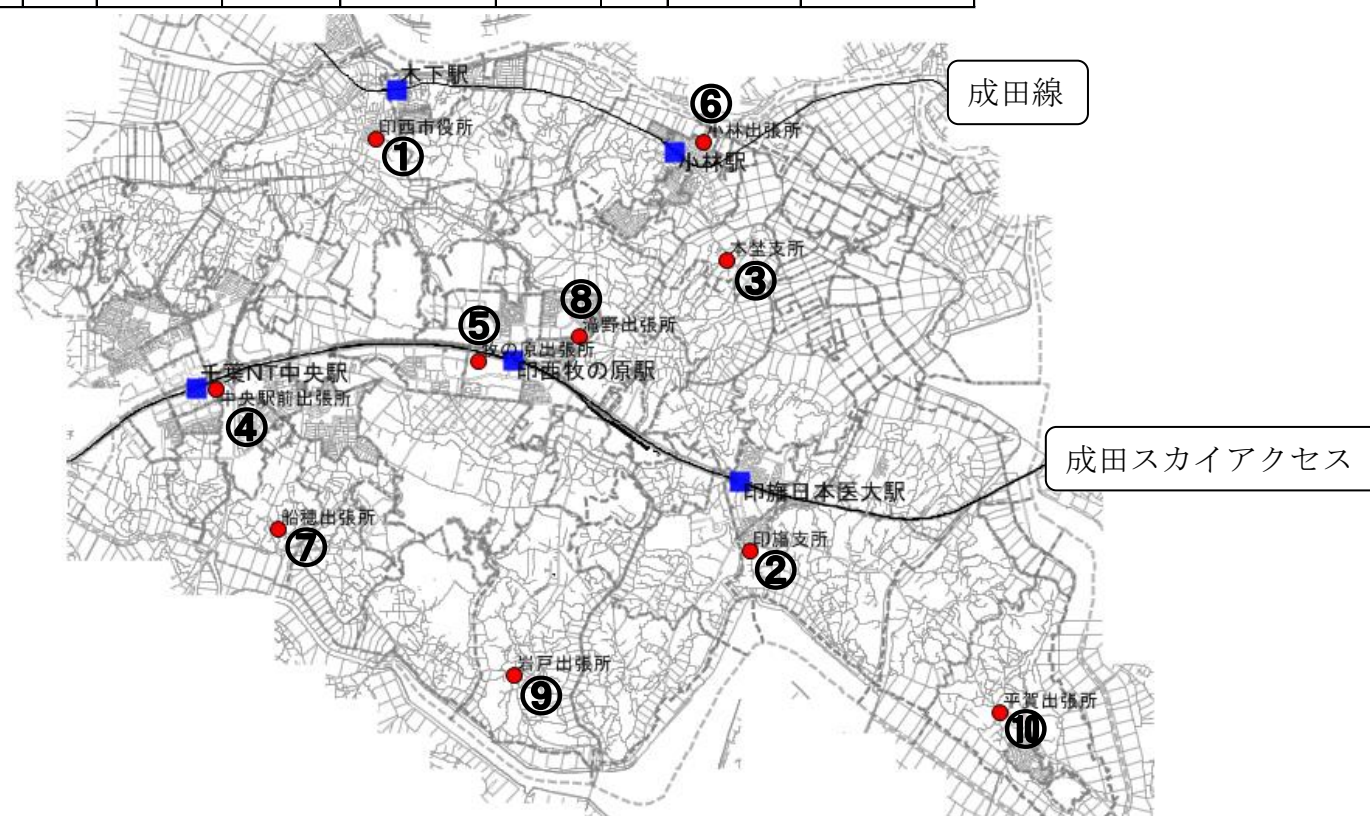 木下駅
成田線
⑥
小林出張所
印西市役所
①
小林駅
本埜支所
③
⑧
滝野出張所
⑤
牧の原出張所
印西牧の原駅
千葉NT中央駅
中央駅前出張所
④
成田スカイアクセス
印旛日本医大駅
船穂出張所
⑦
印旛支所
②
岩戸出張所
⑨
平賀出張所
⑩